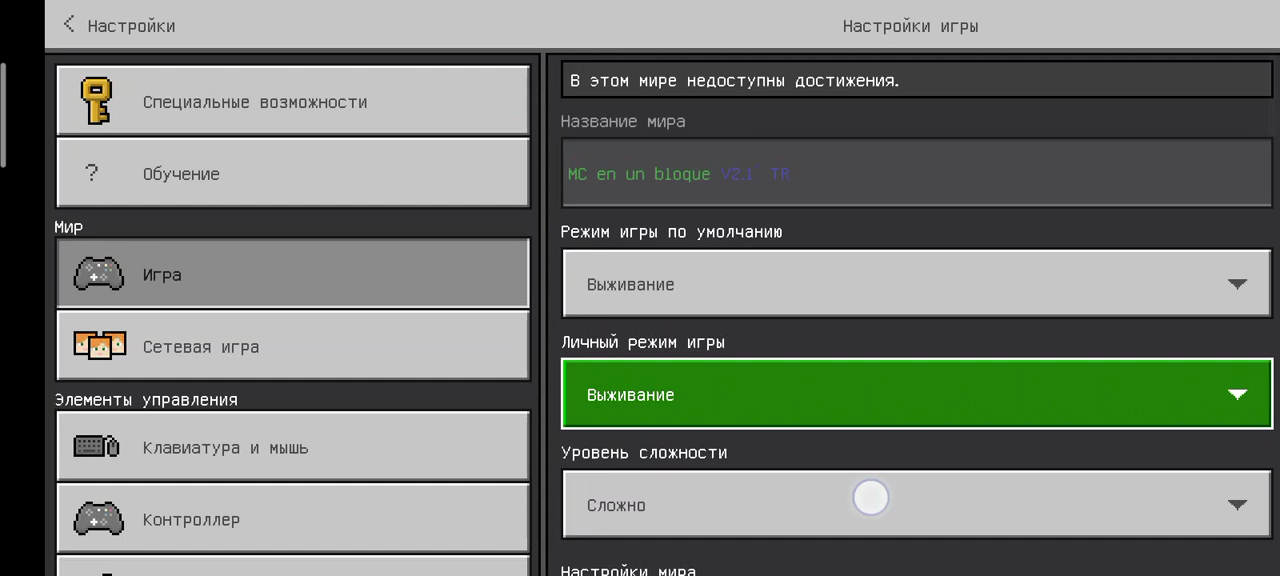 Настройки
Настройки игры
Специальные возможности
? Обучение
Мир
Игра
Сетевая игра
Элементы управления
Клавиатура и мышь
Контроллер
В этом мире недоступны достижения.
Название мира
MC en un bloque V2.1 TR
Режим игры по умолчанию
Выживание
Личный режим игры
Выживание
Уровень сложности
Сложно
Настройки мира